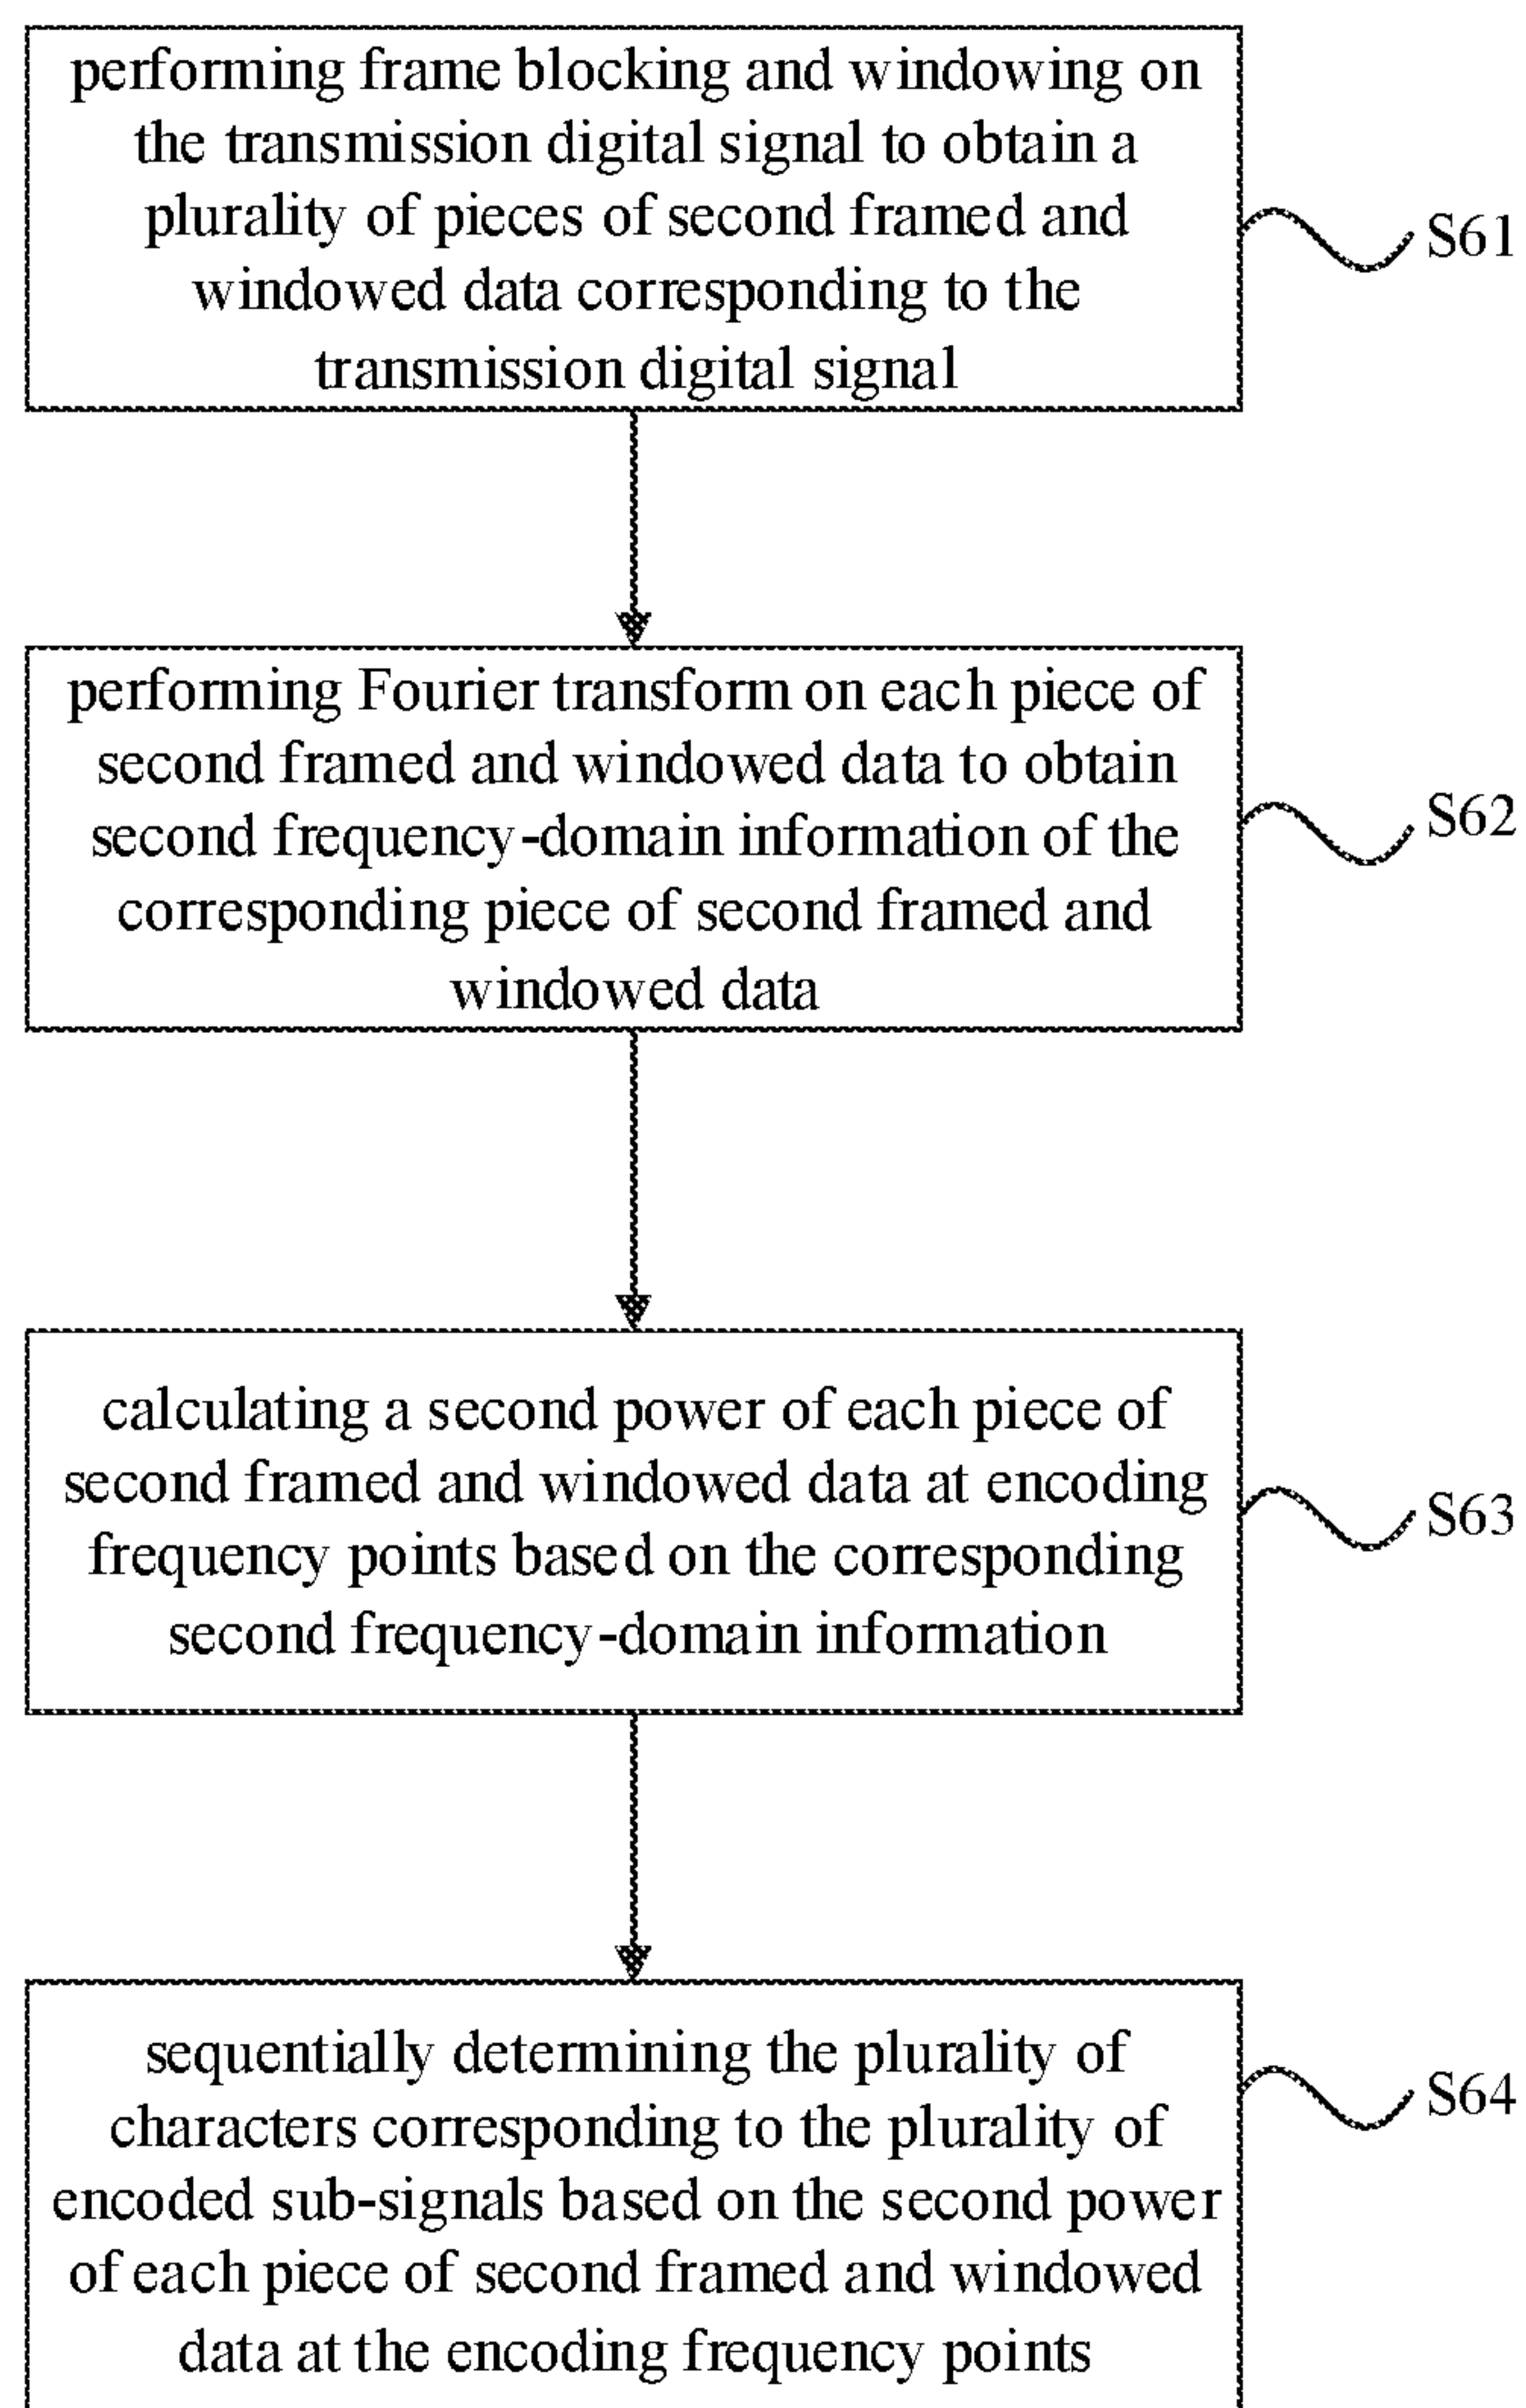 performing frame blocking and windowing on
the transmission digital signal to obtain a
plurality of pieces of second framed and
windowed data corresponding to the
transmission digital signal
S61
performing Fourier transform on each piece of
second framed and windowed data to obtain
second frequency-domain information of the
corresponding piece of second framed and
windowed data
S62
calculating a second power of each piece of
second framed and windowed data at encoding
frequency points based on the corresponding
second frequency-domain information
S63
sequentially determining the plurality of
characters corresponding to the plurality of
encoded sub-signals based on the second power
of each piece of second framed and windowed
data at the encoding frequency points
S64